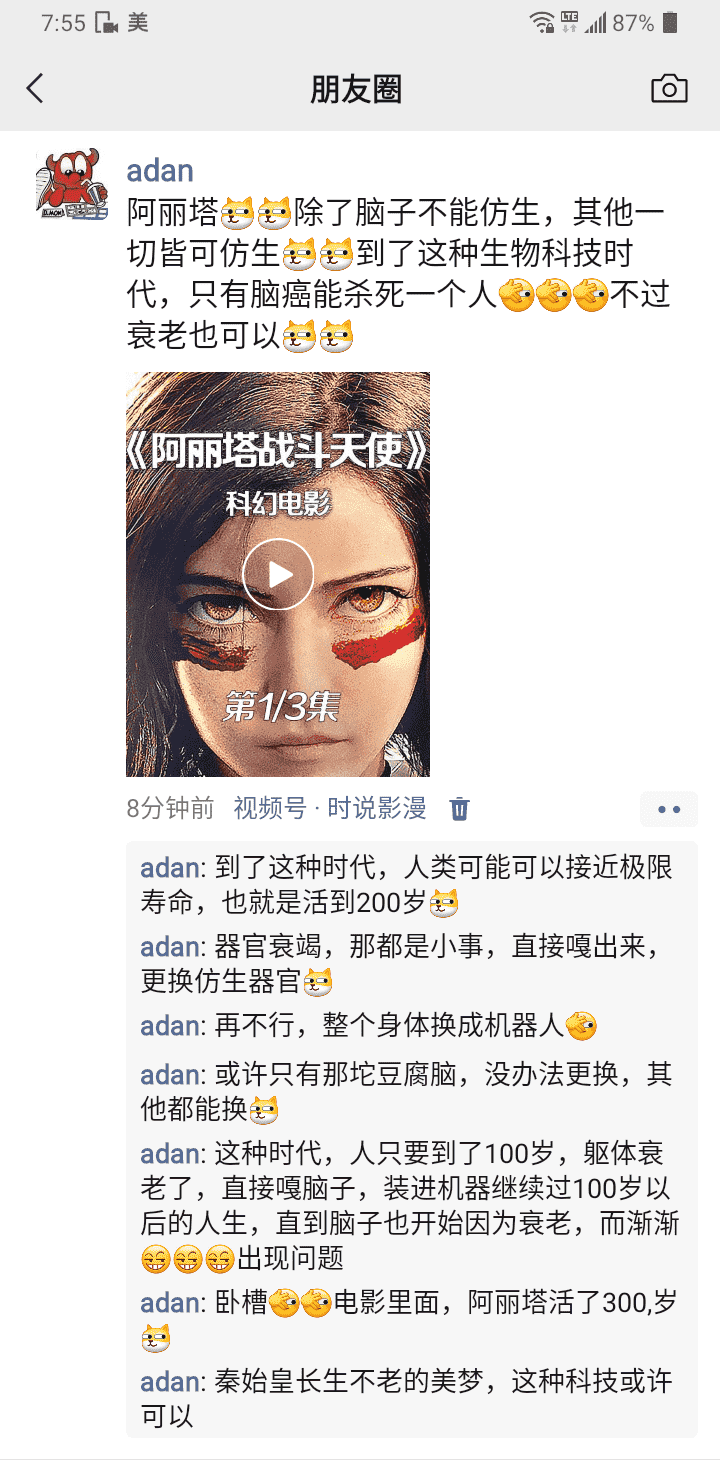 7:55 美 LTE 87%
朋友圈
adan
阿丽塔除了脑子不能仿生，其他一
切皆可仿生到了这种生物科技时
代，只有脑癌能杀死一个人不过
衰老也可以
《阿丽塔战斗天使》
科幻电影
第1/3集
8分钟前 视频号 · 时说影漫
adan: 到了这种时代，人类可能可以接近极限
寿命，也就是活到200岁
adan: 器官衰竭，那都是小事，直接嘎出来，
更换仿生器官
adan: 再不行，整个身体换成机器人
adan: 或许只有那坨豆腐脑，没办法更换，其
他都能换
adan: 这种时代，人只要到了100岁，躯体衰
老了，直接嘎脑子，装进机器继续过100岁以
后的人生，直到脑子也开始因为衰老，而渐渐
出现问题
adan: 卧槽电影里面，阿丽塔活了300,岁
adan: 秦始皇长生不老的美梦，这种科技或许
可以